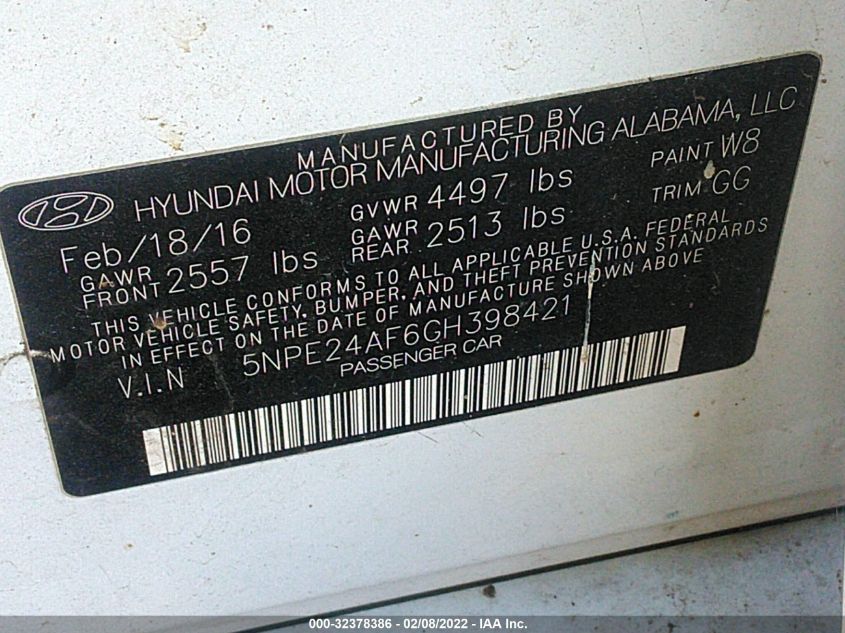 MANUFACTURED BY
HYUNDAI MOTOR MANUFACTURING ALABAMA, LLC
Feb/18/16 GVWR 4497 lbs PAINT W8
GAWR FRONT 2557 lbs GAWR REAR 2513 lbs TRIM GG
THIS VEHICLE CONFORMS TO ALL APPLICABLE U.S.A. FEDERAL
MOTOR VEHICLE SAFETY, BUMPER, AND THEFT PREVENTION STANDARDS
IN EFFECT ON THE DATE OF MANUFACTURE SHOWN ABOVE
V.I.N 5NPE24AF6GH398421
PASSENGER CAR
000-32378386 - 02/08/2022 - IAA Inc.